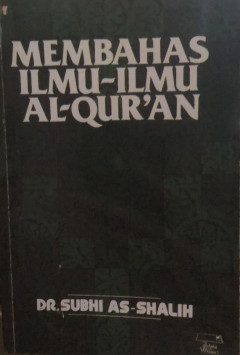 MEMBAHAS
ILMU-ILMU
AL-QUR'AN
DR. SUBHI AS-SHALIH